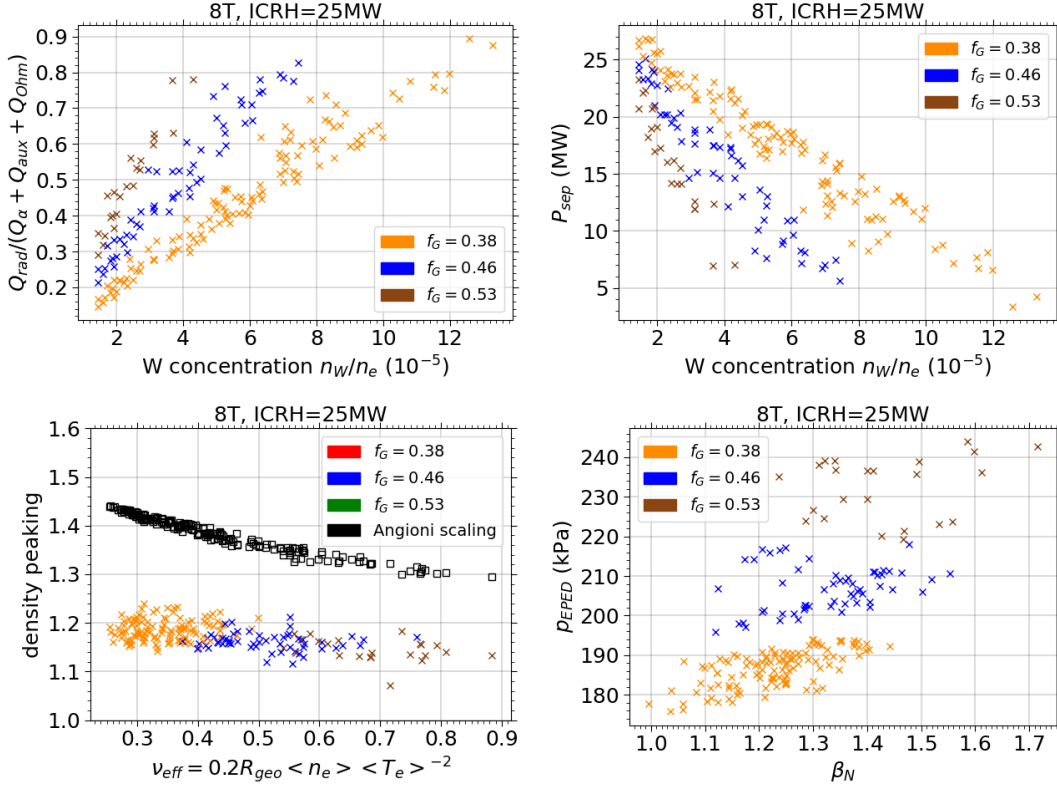 8T, ICRH=25MW
Q_rad/(Q_α + Q_aux + Q_Ohm)
0.9
0.8
0.7
0.6
0.5
0.4
0.3
0.2
f_G = 0.38
f_G = 0.46
f_G = 0.53
2 4 6 8 10 12
W concentration n_W/n_e (10^-5)
8T, ICRH=25MW
P_sep (MW)
25
20
15
10
5
f_G = 0.38
f_G = 0.46
f_G = 0.53
2 4 6 8 10 12
W concentration n_W/n_e (10^-5)
8T, ICRH=25MW
density peaking
1.6
1.5
1.4
1.3
1.2
1.1
1.0
f_G = 0.38
f_G = 0.46
f_G = 0.53
Angioni scaling
0.3 0.4 0.5 0.6 0.7 0.8 0.9
ν_eff = 0.2R_geo < n_e > < T_e >^-2
8T, ICRH=25MW
p_EPED (kPa)
240
230
220
210
200
190
180
f_G = 0.38
f_G = 0.46
f_G = 0.53
1.0 1.1 1.2 1.3 1.4 1.5 1.6 1.7
β_N